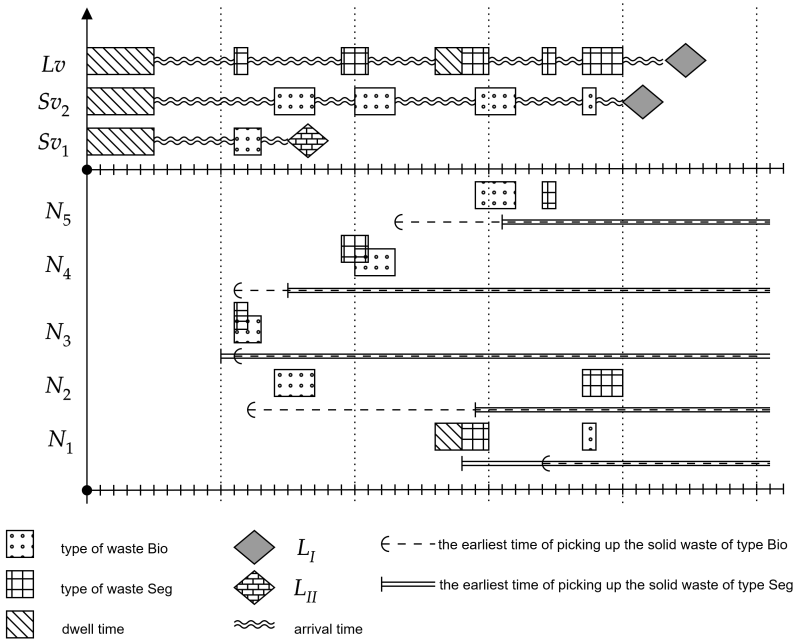 Lv
Sv₂
Sv₁
N₅
N₄
N₃
N₂
N₁
type of waste Bio
type of waste Seg
dwell time
L_I
L_II
arrival time
the earliest time of picking up the solid waste of type Bio
the earliest time of picking up the solid waste of type Seg